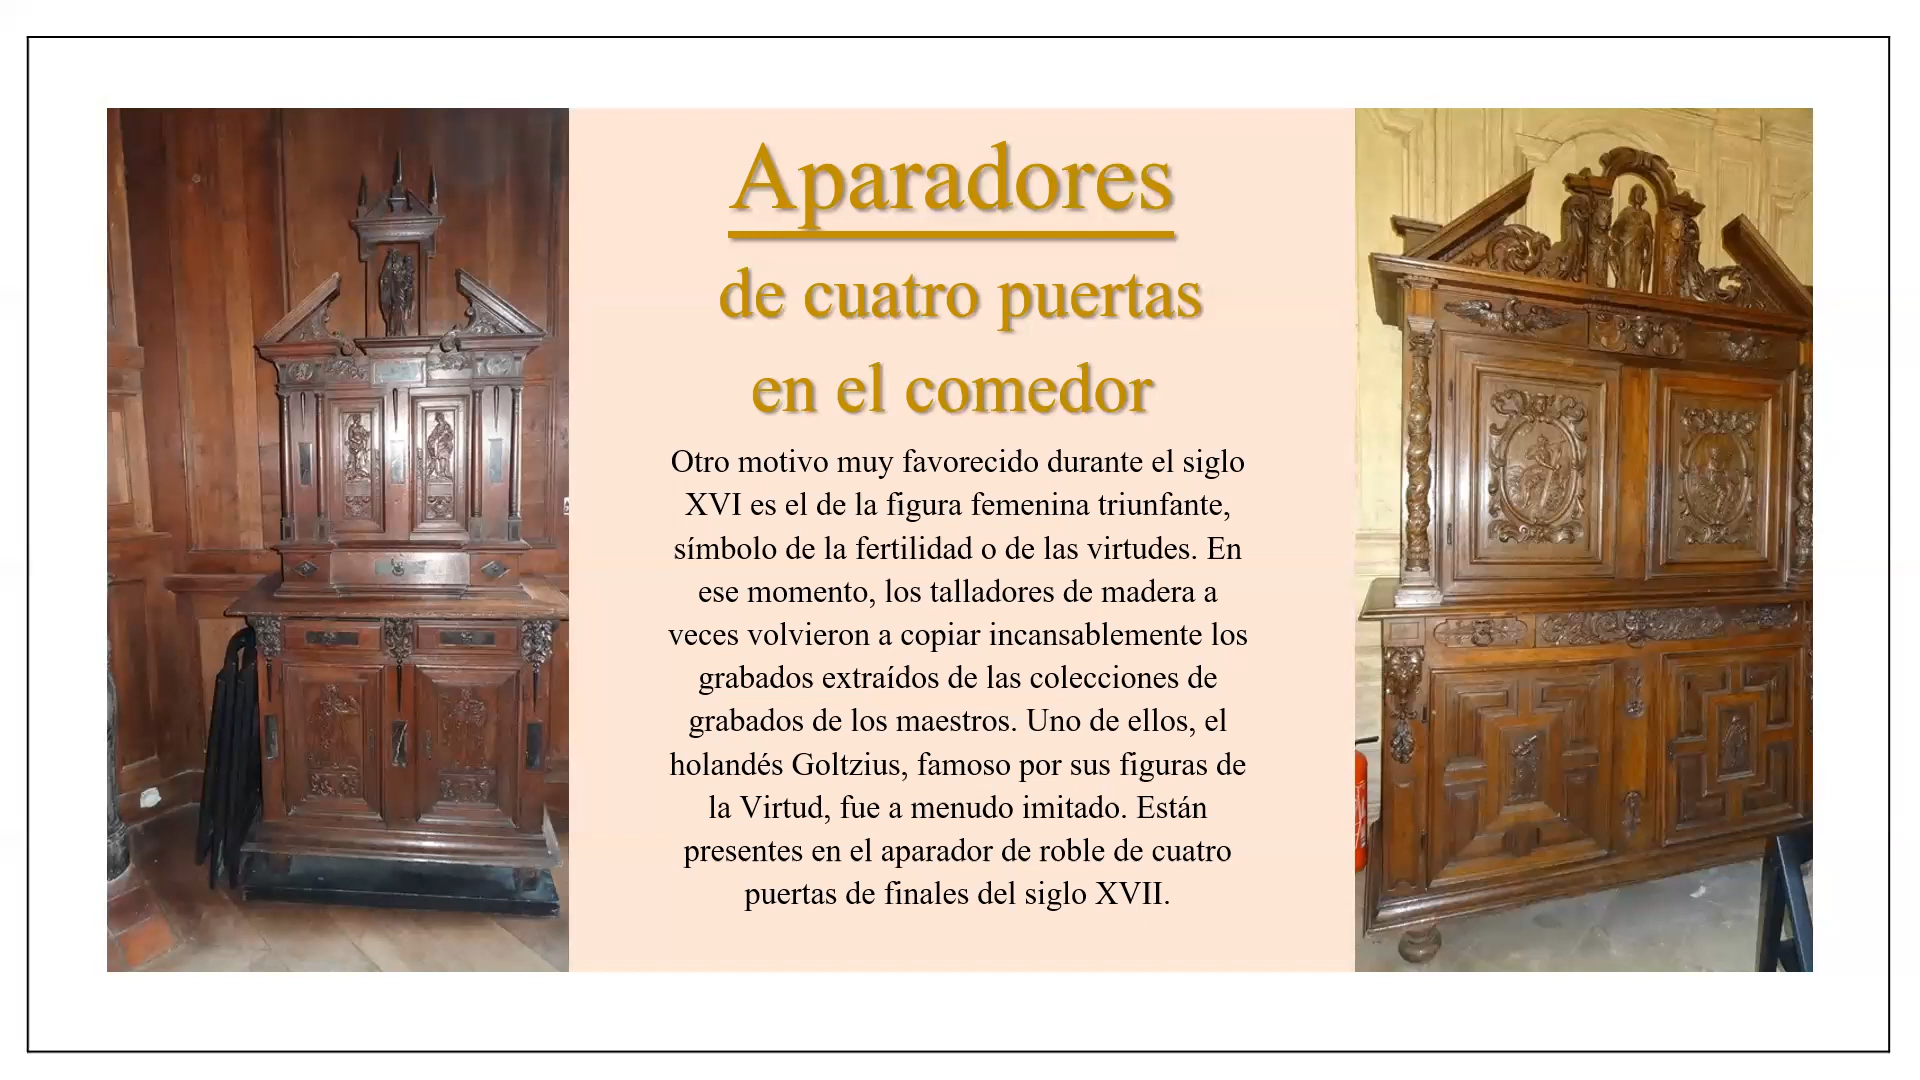 Aparadores
de cuatro puertas
en el comedor
Otro motivo muy favorecido durante el siglo
XVI es el de la figura femenina triunfante,
símbolo de la fertilidad o de las virtudes. En
ese momento, los talladores de madera a
veces volvieron a copiar incansablemente los
grabados extraídos de las colecciones de
grabados de los maestros. Uno de ellos, el
holandés Goltzius, famoso por sus figuras de
la Virtud, fue a menudo imitado. Están
presentes en el aparador de roble de cuatro
puertas de finales del siglo XVII.